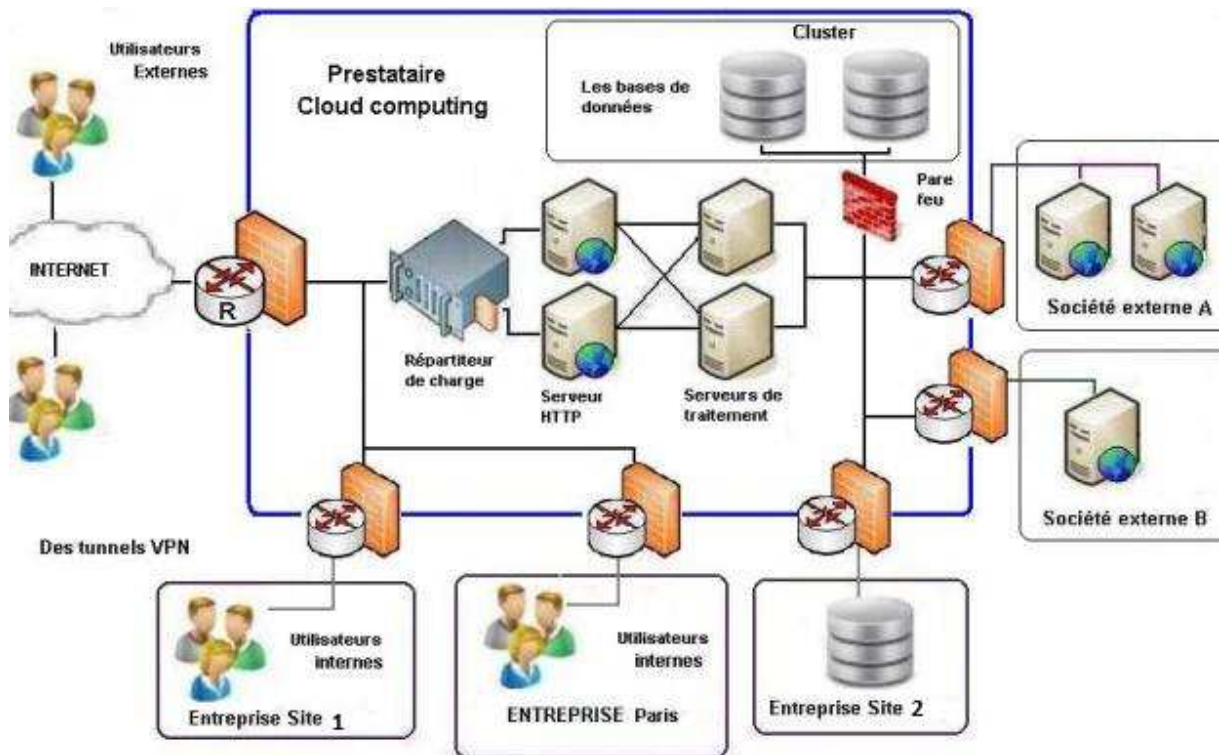 Utilisateurs
Externes
Prestataire
Cloud computing
Cluster
Les bases de
données
Pare
feu
INTERNET
R
Répartiteur
de charge
Serveur
HTTP
Serveurs de
traitement
Société externe A
Société externe B
Des tunnels VPN
Utilisateurs
internes
Entreprise Site 1
Utilisateurs
internes
ENTREPRISE Paris
Entreprise Site 2